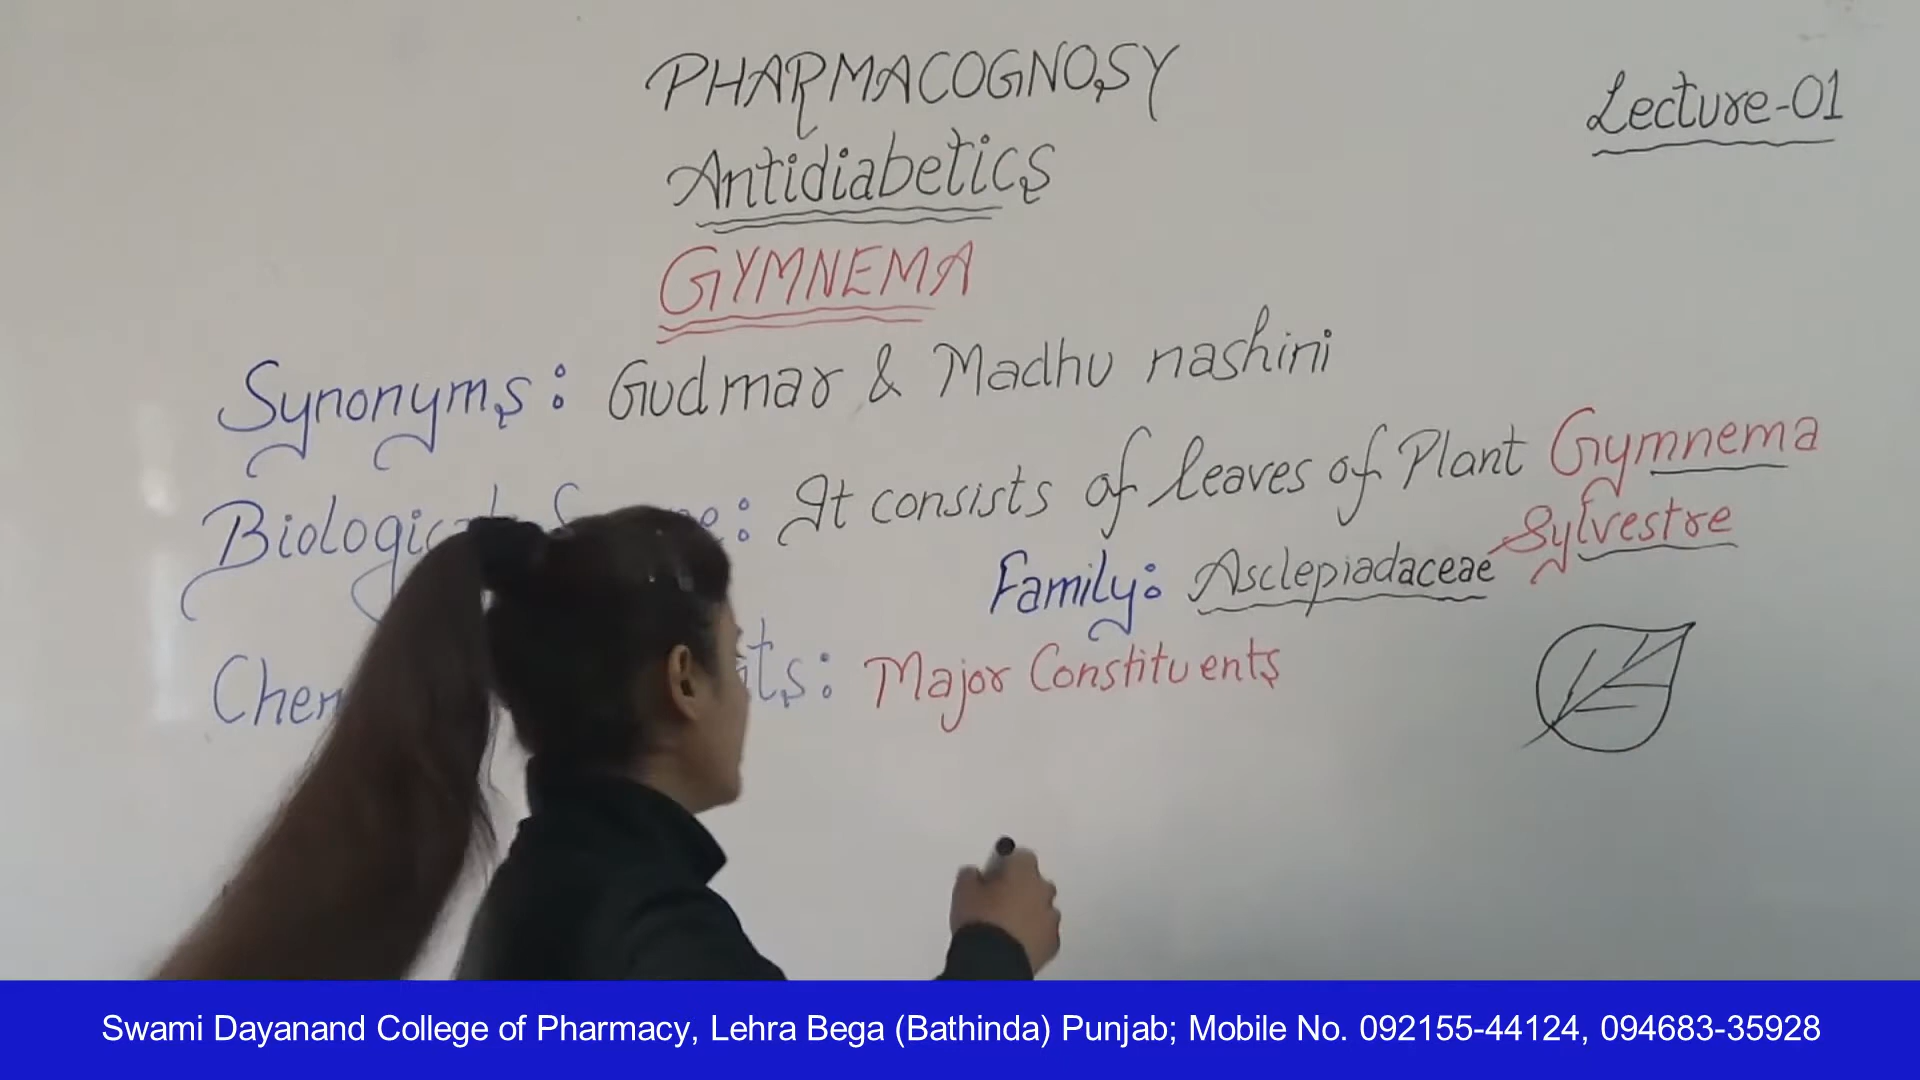 PHARMACOGNOSY
Lecture-01
Antidiabetics
GYMNEMA
Synonyms: Gudmar & Madhu nashini
It consists of leaves of Plant Gymnema
Sylvestre
Family: Asclepiadaceae
Major Constituents
Swami Dayanand College of Pharmacy, Lehra Bega (Bathinda) Punjab; Mobile No. 092155-44124, 094683-35928